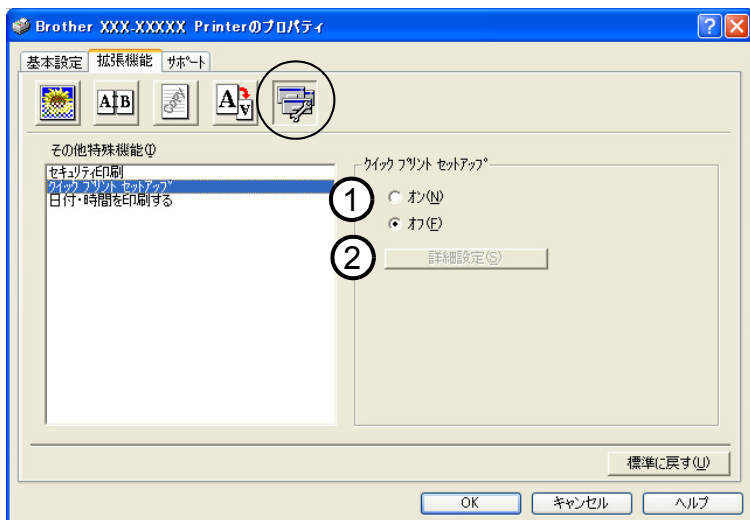 Brother XXX-XXXXX Printerのプロパティ
基本設定 拡張機能 ｻﾎﾟｰﾄ
A B
COPY
A A
その他特殊機能(I)
セキュリティ印刷
ｸｲｯｸ ﾌﾟﾘﾝﾄ ｾｯﾄｱｯﾌﾟ
日付・時間を印刷する
ｸｲｯｸ ﾌﾟﾘﾝﾄ ｾｯﾄｱｯﾌﾟ
1 ｵﾝ(N)
ｵﾌ(F)
2 詳細設定(S)
標準に戻す(U)
OK キャンセル ヘルプ